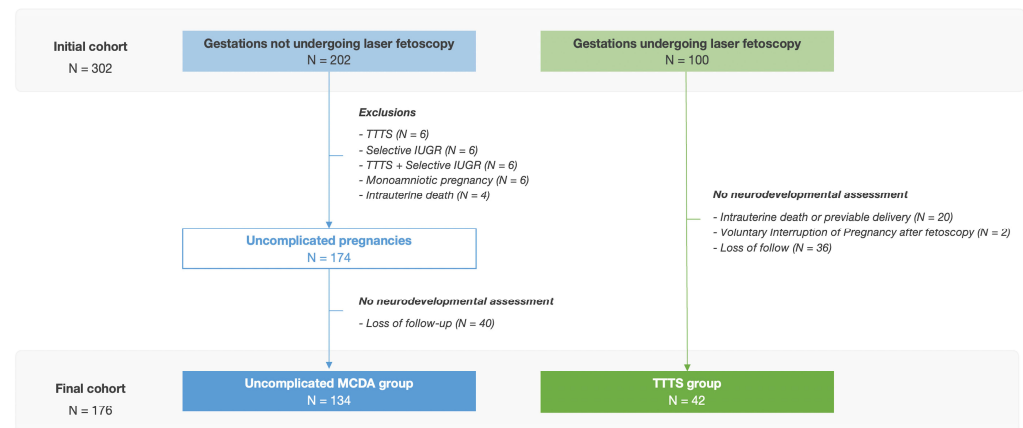 Initial cohort
N = 302
Gestations not undergoing laser fetoscopy
N = 202
Gestations undergoing laser fetoscopy
N = 100
Exclusions
- TTTS (N = 6)
- Selective IUGR (N = 6)
- TTTS + Selective IUGR (N = 6)
- Monoamniotic pregnancy (N = 6)
- Intrauterine death (N = 4)
No neurodevelopmental assessment
- Intrauterine death or previable delivery (N = 20)
- Voluntary Interruption of Pregnancy after fetoscopy (N = 2)
- Loss of follow (N = 36)
Uncomplicated pregnancies
N = 174
No neurodevelopmental assessment
- Loss of follow-up (N = 40)
Final cohort
N = 176
Uncomplicated MCDA group
N = 134
TTTS group
N = 42